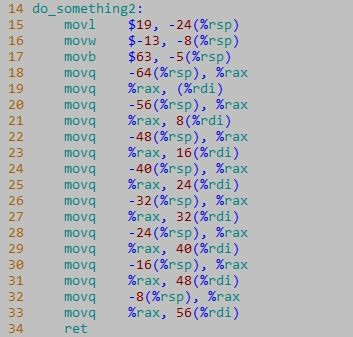 14 do_something2:
15     movl    $19, -24(%rsp)
16     movw    $-13, -8(%rsp)
17     movb    $63, -5(%rsp)
18     movq    -64(%rsp), %rax
19     movq    %rax, (%rdi)
20     movq    -56(%rsp), %rax
21     movq    %rax, 8(%rdi)
22     movq    -48(%rsp), %rax
23     movq    %rax, 16(%rdi)
24     movq    -40(%rsp), %rax
25     movq    %rax, 24(%rdi)
26     movq    -32(%rsp), %rax
27     movq    %rax, 32(%rdi)
28     movq    -24(%rsp), %rax
29     movq    %rax, 40(%rdi)
30     movq    -16(%rsp), %rax
31     movq    %rax, 48(%rdi)
32     movq    -8(%rsp), %rax
33     movq    %rax, 56(%rdi)
34     ret